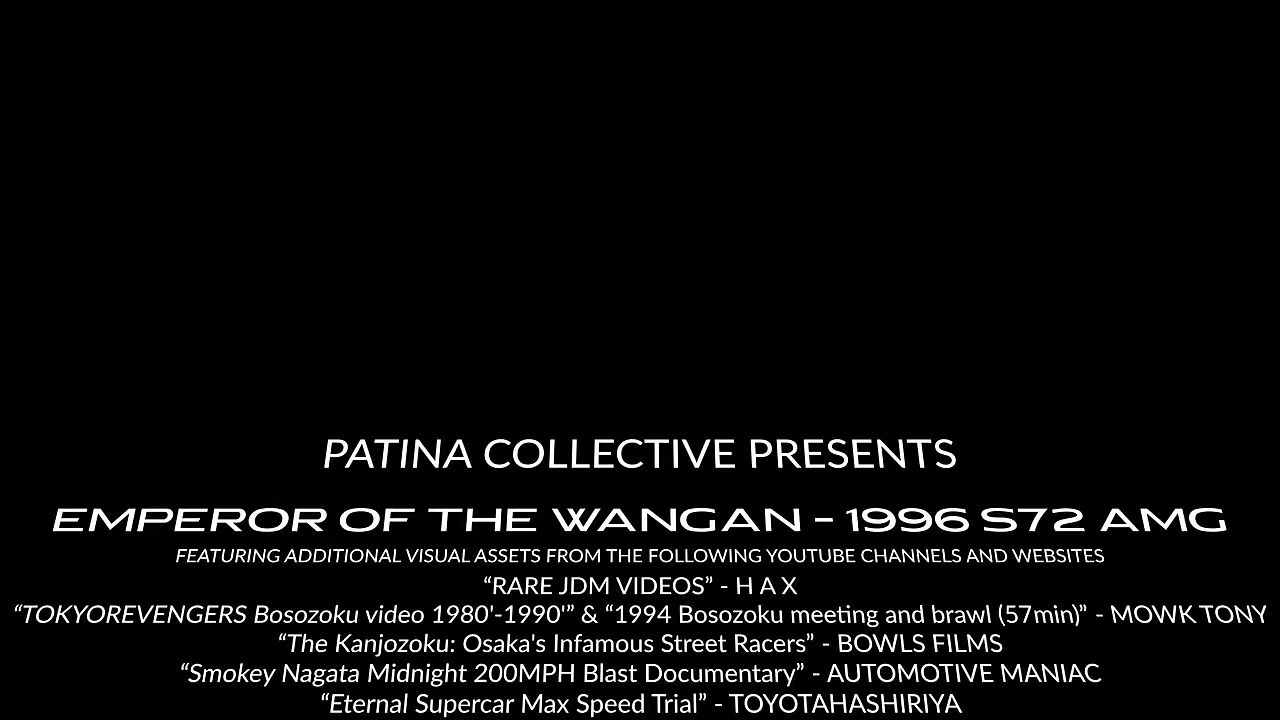 PATINA COLLECTIVE PRESENTS
EMPEROR OF THE WANGAN - 1996 S72 AMG
FEATURING ADDITIONAL VISUAL ASSETS FROM THE FOLLOWING YOUTUBE CHANNELS AND WEBSITES
“RARE JDM VIDEOS” - H A X
“TOKYOREVENGERS Bosozoku video 1980'-1990'” & “1994 Bosozoku meeting and brawl (57min)” - MOWK TONY
“The Kanjozoku: Osaka's Infamous Street Racers” - BOWLS FILMS
“Smokey Nagata Midnight 200MPH Blast Documentary” - AUTOMOTIVE MANIAC
“Eternal Supercar Max Speed Trial” - TOYOTAHASHIRIYA